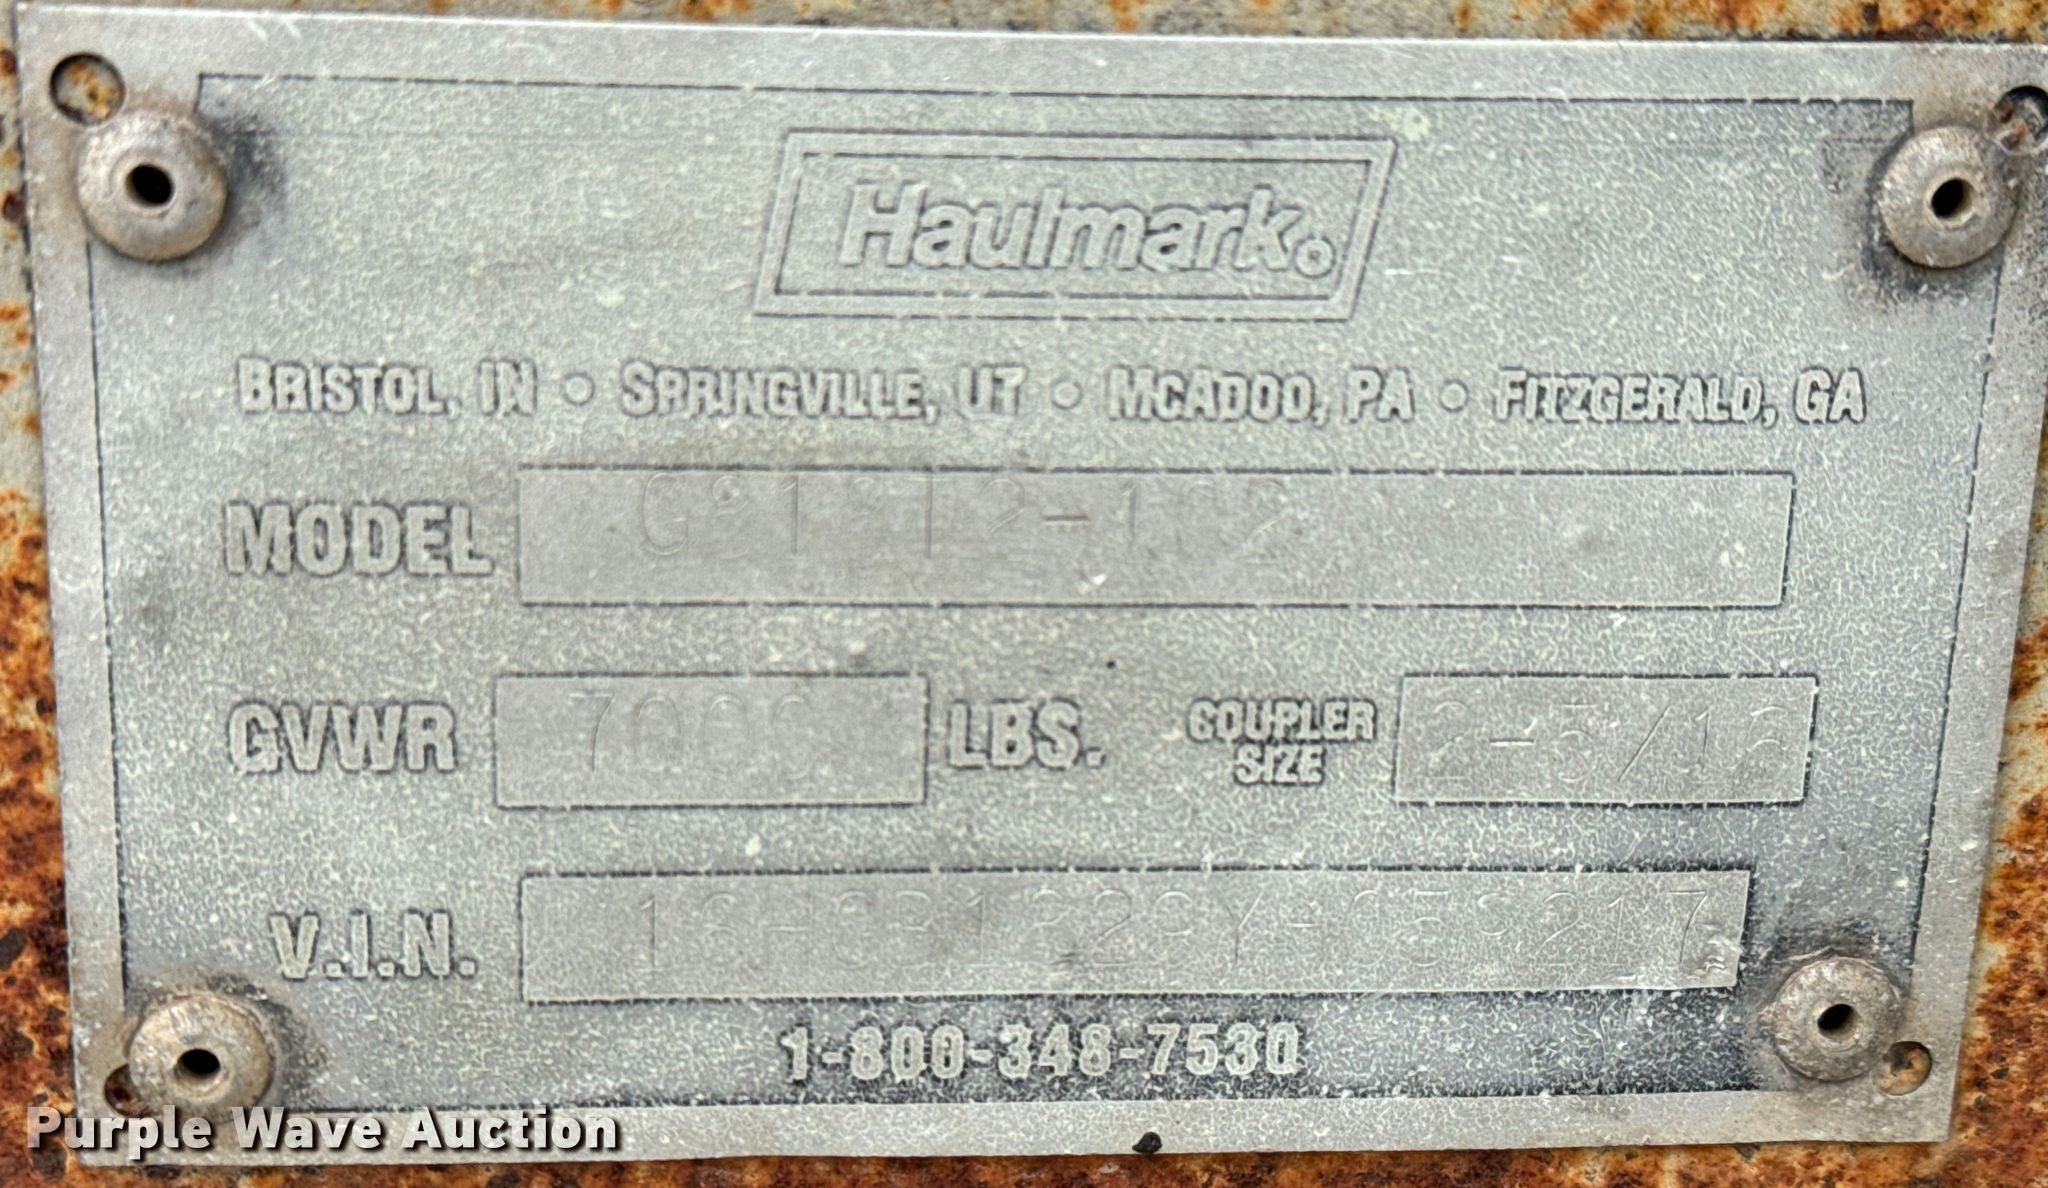 Haulmark®
BRISTOL, IN • SPRINGVILLE, UT • MCADOO, PA • FITZGERALD, GA
MODEL
GVWR 7000 LBS. COUPLER SIZE 2-5/16
V.I.N.
1-800-348-7530
Purple Wave Auction